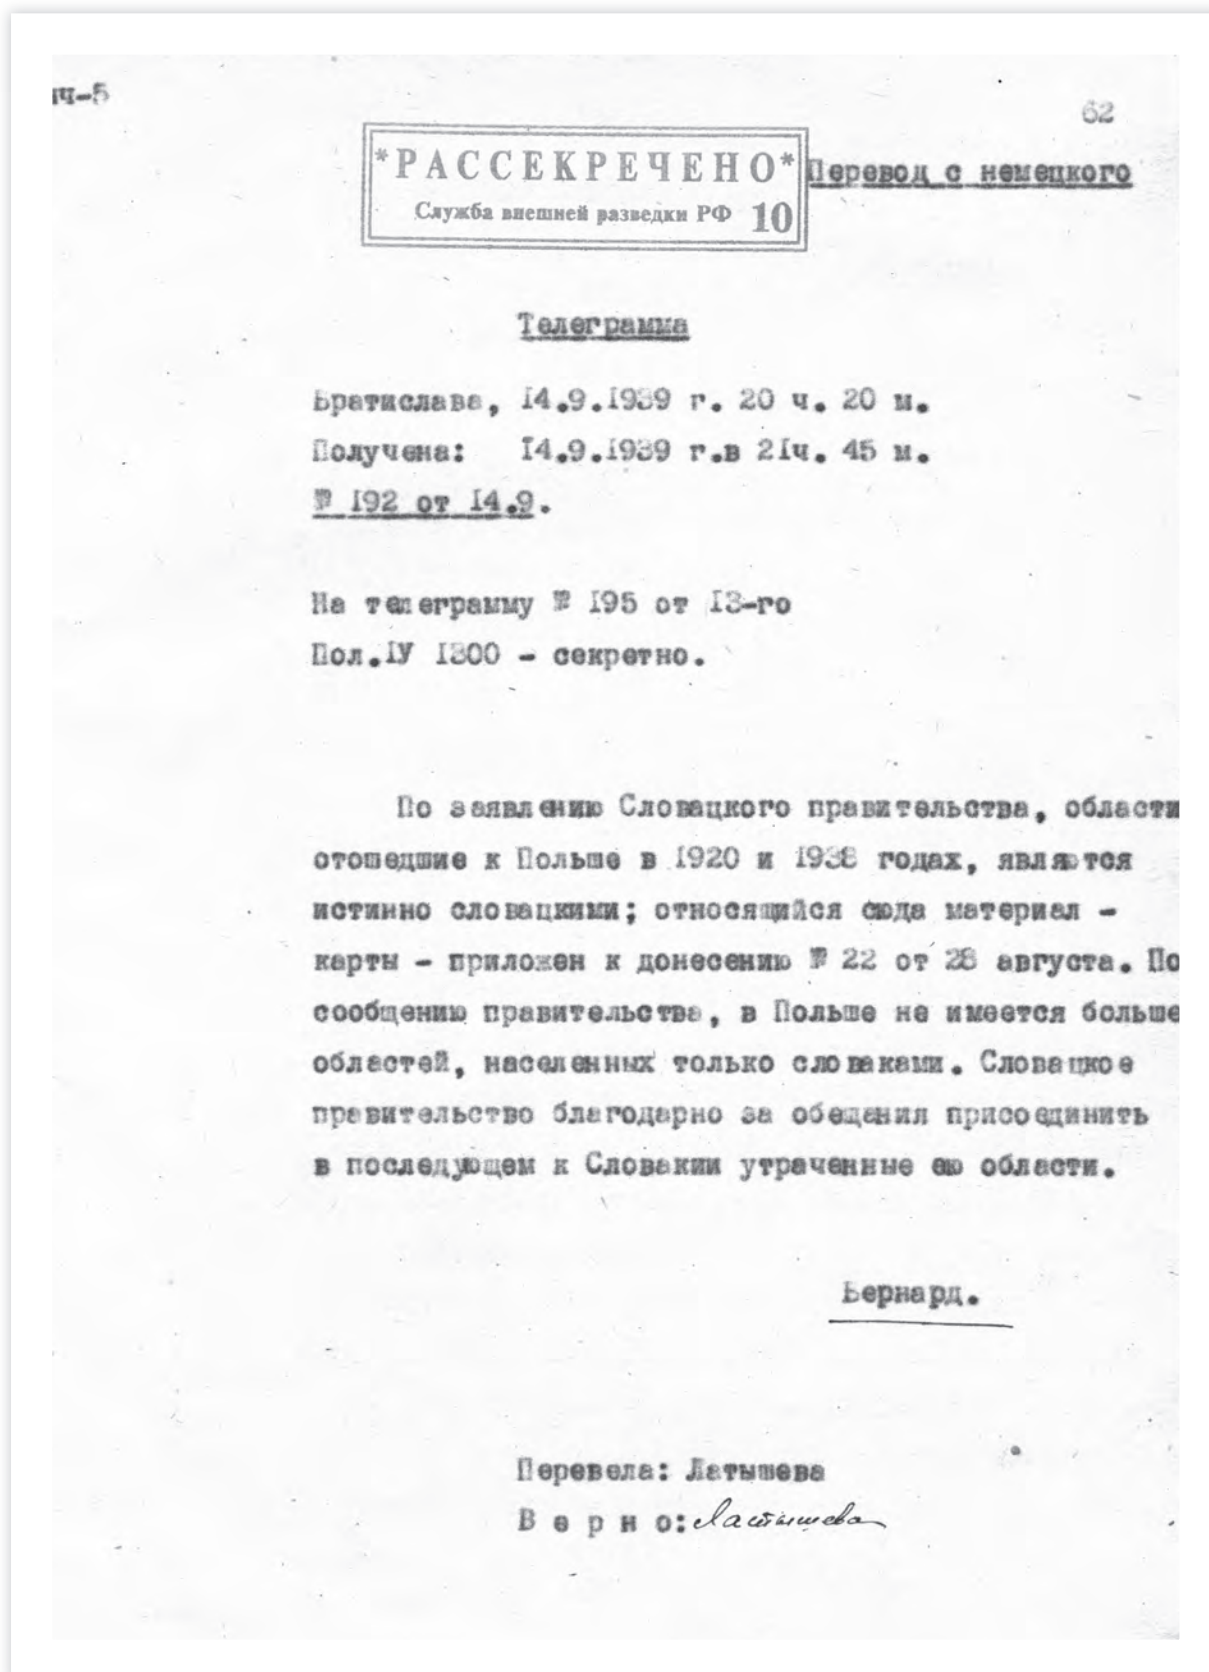 ич-5
62
*РАССЕКРЕЧЕНО*
Служба внешней разведки РФ 10
Перевод с немецкого
Телеграмма
Братислава, 14.9.1939 г. 20 ч. 20 м.
Получена: 14.9.1939 г.в 21ч. 45 м.
№ 192 от 14.9.
На телеграмму № 195 от 13-го
Пол.IУ 1300 - секретно.
По заявлению Словацкого правительства, области
отошедшие к Польше в 1920 и 1938 годах, являются
истинно словацкими; относящийся сюда материал -
карты - приложен к донесению № 22 от 28 августа. По
сообщению правительства, в Польше не имеется больше
областей, населенных только словаками. Словацкое
правительство благодарно за обещания присоединить
в последующем к Словакии утраченные ею области.
Бернард.
Перевела: Латышева
В е р н о: Латышева